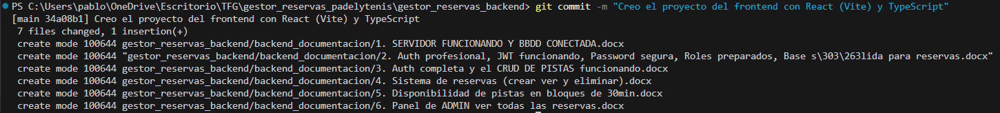 PS C:\Users\pablo\OneDrive\Escritorio\TFG\gestor_reservas_padelytenis\gestor_reservas_backend> git commit -m "Creo el proyecto del frontend con React (Vite) y TypeScript"
[main 34a08b1] Creo el proyecto del frontend con React (Vite) y TypeScript
7 files changed, 1 insertion(+)
create mode 100644 gestor_reservas_backend/backend_documentacion/1. SERVIDOR FUNCIONANDO Y BBDD CONECTADA.docx
create mode 100644 "gestor_reservas_backend/backend_documentacion/2. Auth profesional, JWT funcionando, Password segura, Roles preparados, Base s\303\263lida para reservas.docx"
create mode 100644 gestor_reservas_backend/backend_documentacion/3. Auth completa y el CRUD DE PISTAS funcionando.docx
create mode 100644 gestor_reservas_backend/backend_documentacion/4. Sistema de reservas (crear ver y eliminar).docx
create mode 100644 gestor_reservas_backend/backend_documentacion/5. Disponibilidad de pistas en bloques de 30min.docx
create mode 100644 gestor_reservas_backend/backend_documentacion/6. Panel de ADMIN ver todas las reservas.docx